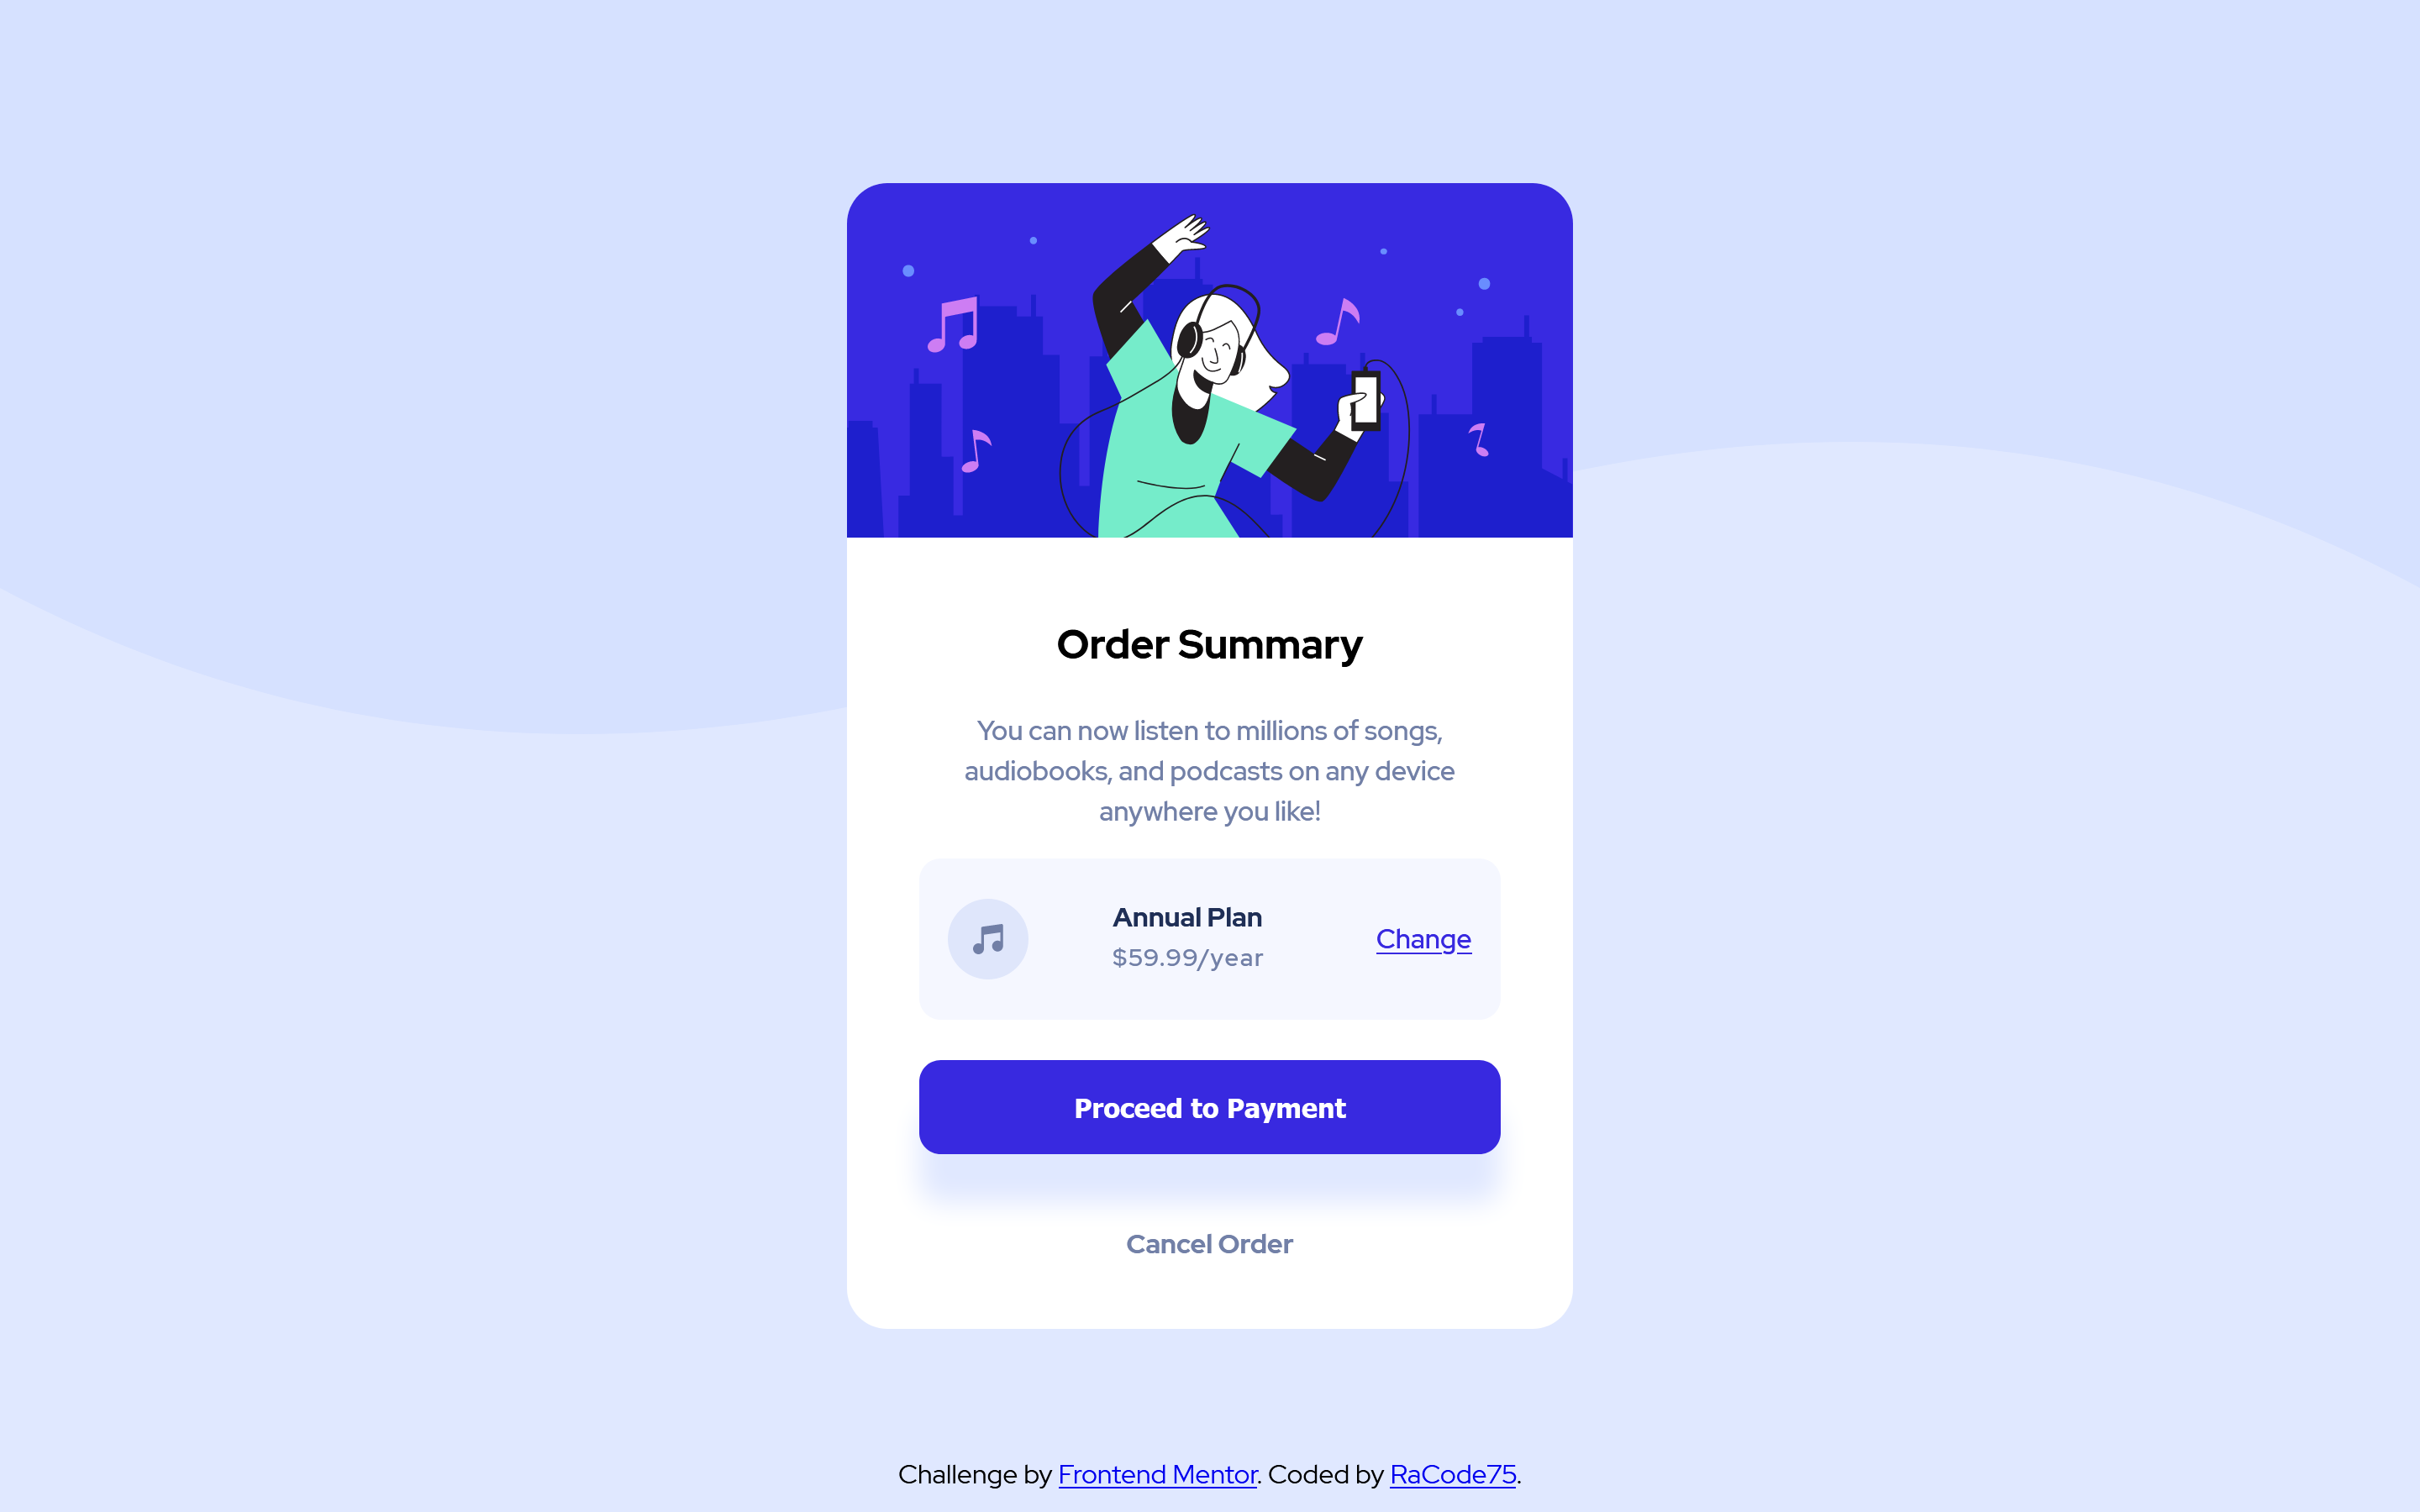 Order Summary
You can now listen to millions of songs,
audiobooks, and podcasts on any device
anywhere you like!
Annual Plan
$59.99/year
Change
Proceed to Payment
Cancel Order
Challenge by Frontend Mentor. Coded by RaCode75.